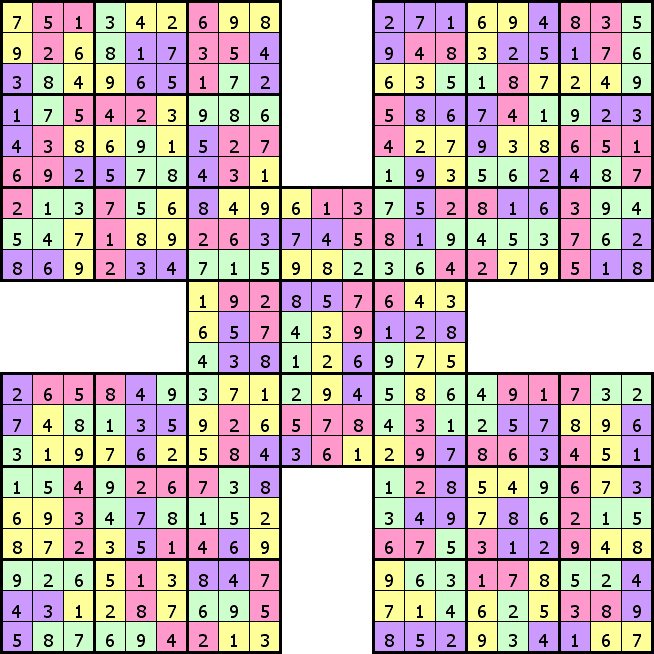 7 5 1 3 4 2 6 9 8 2 7 1 6 9 4 8 3 5
9 2 6 8 1 7 3 5 4 9 4 8 3 2 5 1 7 6
3 8 4 9 6 5 1 7 2 6 3 5 1 8 7 2 4 9
1 7 5 4 2 3 9 8 6 5 8 6 7 4 1 9 2 3
4 3 8 6 9 1 5 2 7 4 2 7 9 3 8 6 5 1
6 9 2 5 7 8 4 3 1 1 9 3 5 6 2 4 8 7
2 1 3 7 5 6 8 4 9 6 1 3 7 5 2 8 1 6 3 9 4
5 4 7 1 8 9 2 6 3 7 4 5 8 1 9 4 5 3 7 6 2
8 6 9 2 3 4 7 1 5 9 8 2 3 6 4 2 7 9 5 1 8
1 9 2 8 5 7 6 4 3
6 5 7 4 3 9 1 2 8
4 3 8 1 2 6 9 7 5
2 6 5 8 4 9 3 7 1 2 9 4 5 8 6 4 9 1 7 3 2
7 4 8 1 3 5 9 2 6 5 7 8 4 3 1 2 5 7 8 9 6
3 1 9 7 6 2 5 8 4 3 6 1 2 9 7 8 6 3 4 5 1
1 5 4 9 2 6 7 3 8 1 2 8 5 4 9 6 7 3
6 9 3 4 7 8 1 5 2 3 4 9 7 8 6 2 1 5
8 7 2 3 5 1 4 6 9 6 7 5 3 1 2 9 4 8
9 2 6 5 1 3 8 4 7 9 6 3 1 7 8 5 2 4
4 3 1 2 8 7 6 9 5 7 1 4 6 2 5 3 8 9
5 8 7 6 9 4 2 1 3 8 5 2 9 3 4 1 6 7